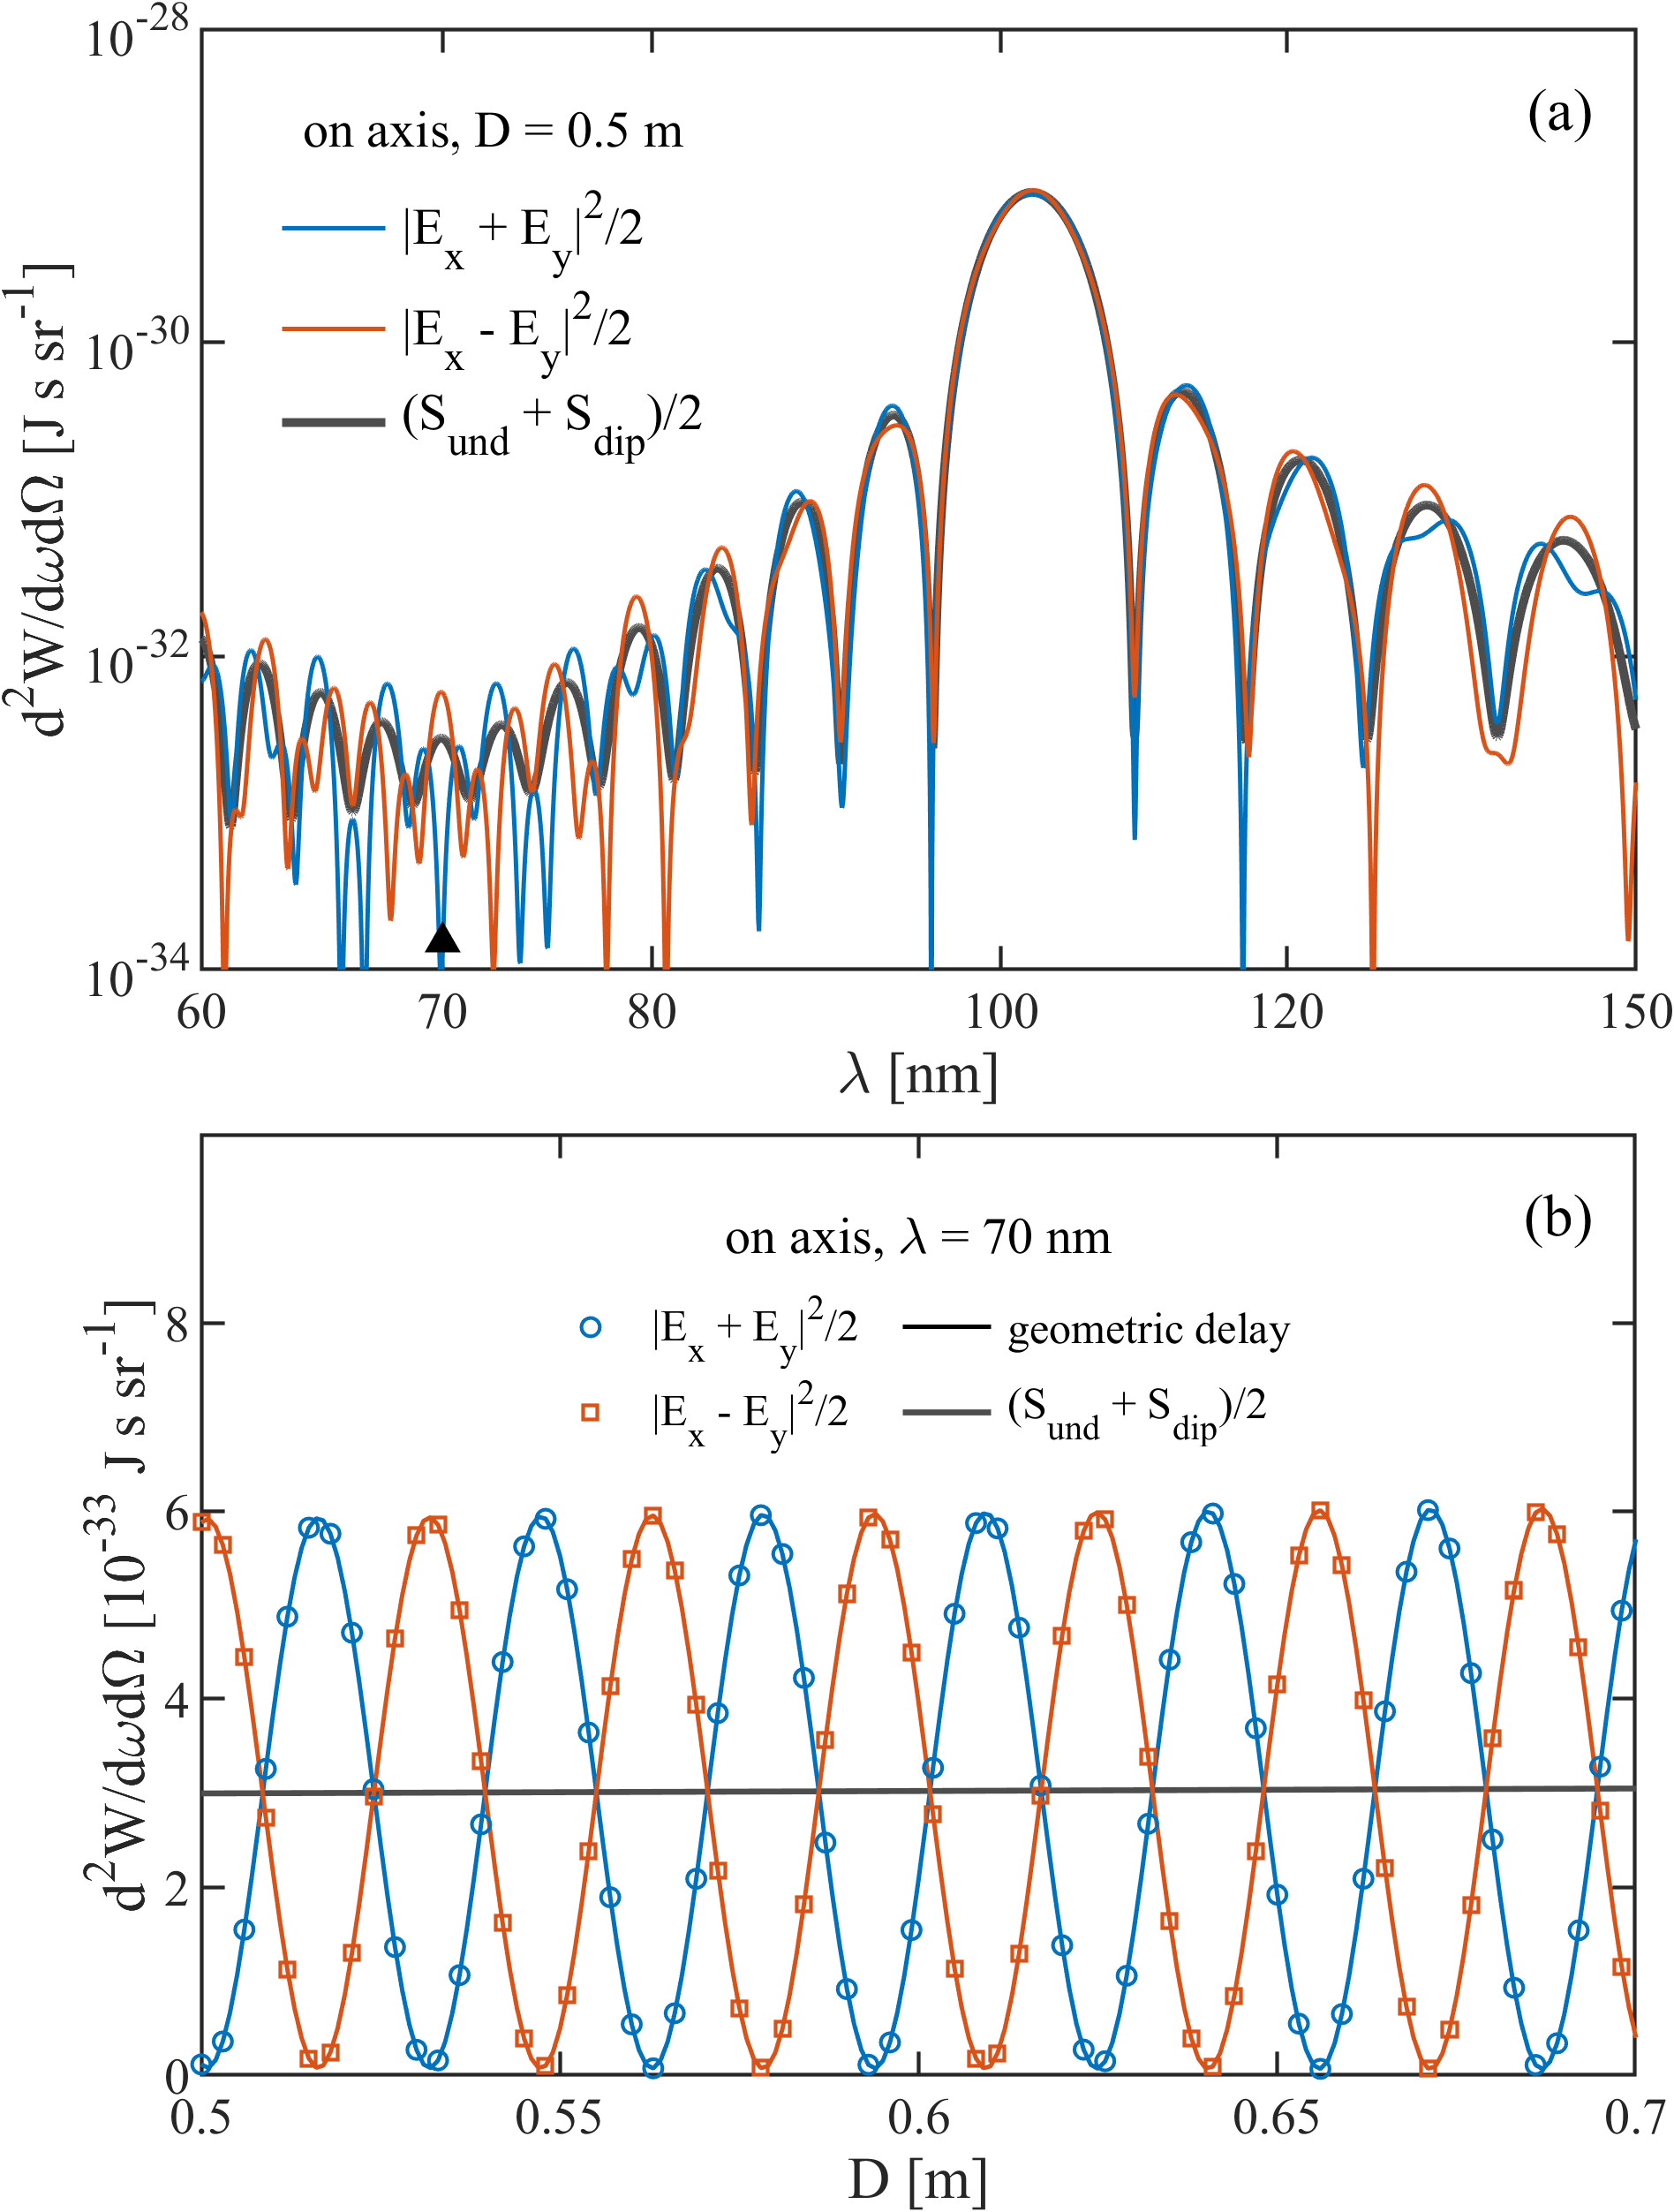 10^-28
(a)
on axis, D = 0.5 m
|E_x + E_y|^2/2
|E_x - E_y|^2/2
(S_und + S_dip)/2
10^-30
10^-32
10^-34
d^2W/dωdΩ [J s sr^-1]
60 70 80 100 120 150
λ [nm]
(b)
on axis, λ = 70 nm
|E_x + E_y|^2/2 geometric delay
|E_x - E_y|^2/2 (S_und + S_dip)/2
8
6
4
2
0
d^2W/dωdΩ [10^-33 J s sr^-1]
0.5 0.55 0.6 0.65 0.7
D [m]